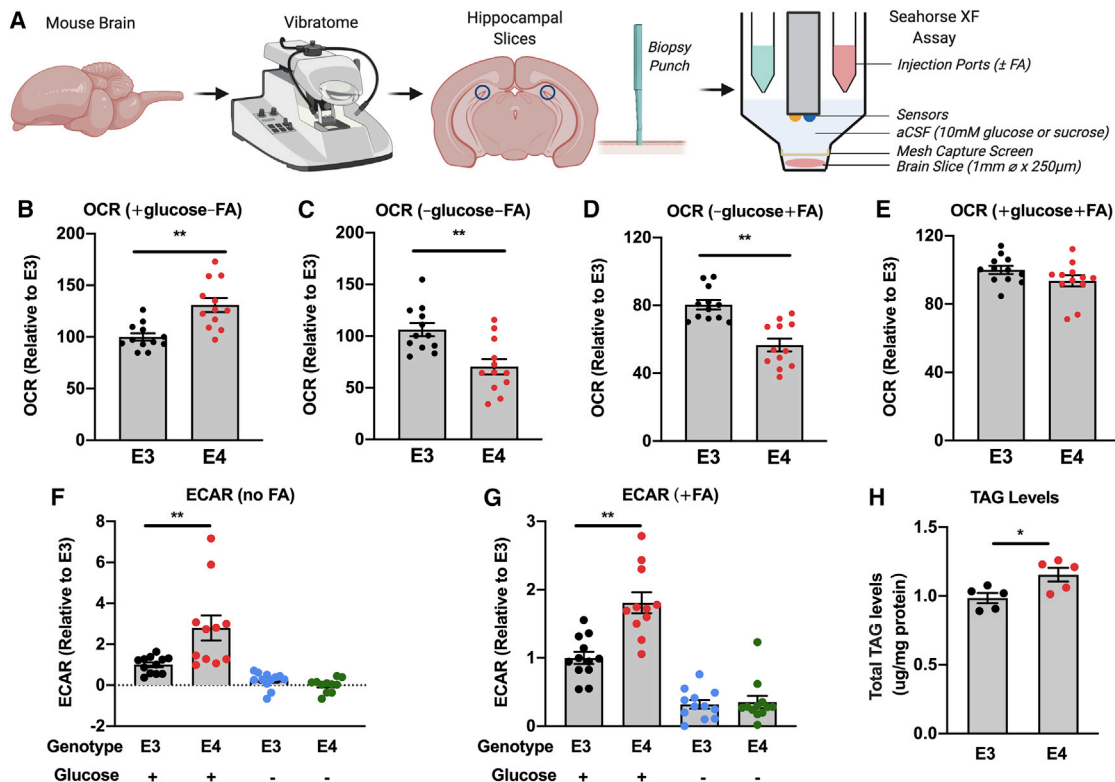 A
Mouse Brain
Vibratome
Hippocampal
Slices
Biopsy
Punch
Seahorse XF
Assay
Injection Ports (± FA)
Sensors
aCSF (10mM glucose or sucrose)
Mesh Capture Screen
Brain Slice (1mm ø x 250µm)
B
OCR (+glucose–FA)
OCR (Relative to E3)
200
150
100
50
0
**
E3 E4
C
OCR (–glucose–FA)
OCR (Relative to E3)
200
150
100
50
0
**
E3 E4
D
OCR (–glucose+FA)
OCR (Relative to E3)
120
80
40
0
**
E3 E4
E
OCR (+glucose+FA)
OCR (Relative to E3)
120
80
40
0
E3 E4
F
ECAR (no FA)
ECAR (Relative to E3)
8
6
4
2
0
-2
**
Genotype E3 E4 E3 E4
Glucose + + - -
G
ECAR (+FA)
ECAR (Relative to E3)
3
2
1
0
**
Genotype E3 E4 E3 E4
Glucose + + - -
H
TAG Levels
Total TAG levels
(ug/mg protein)
1.5
1.0
0.5
0.0
*
E3 E4